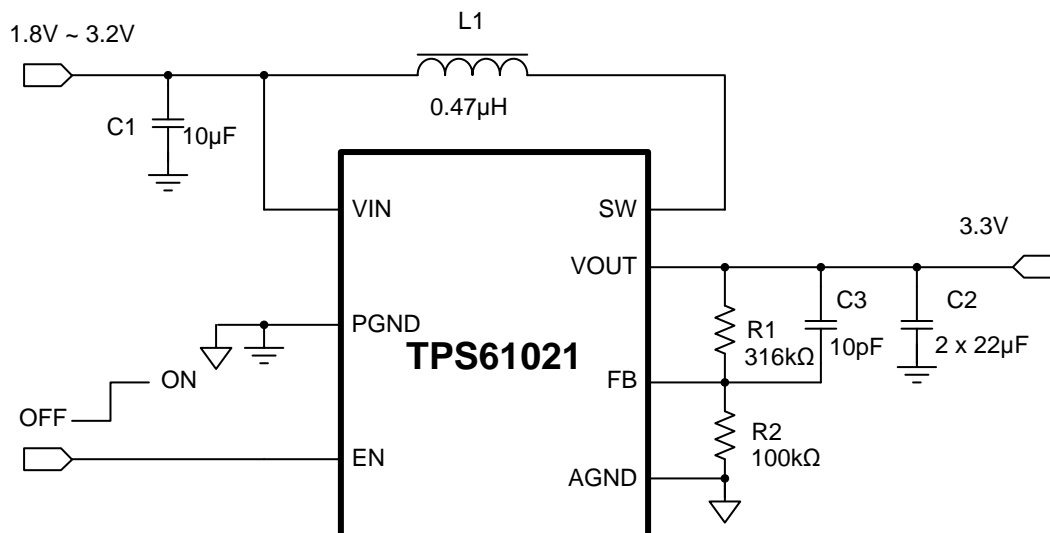 L1
1.8V ~ 3.2V
0.47µH
C1
10µF
VIN
SW
3.3V
VOUT
C3
C2
PGND
R1
316kΩ
10pF
2 x 22µF
TPS61021
ON
FB
OFF
R2
100kΩ
EN
AGND